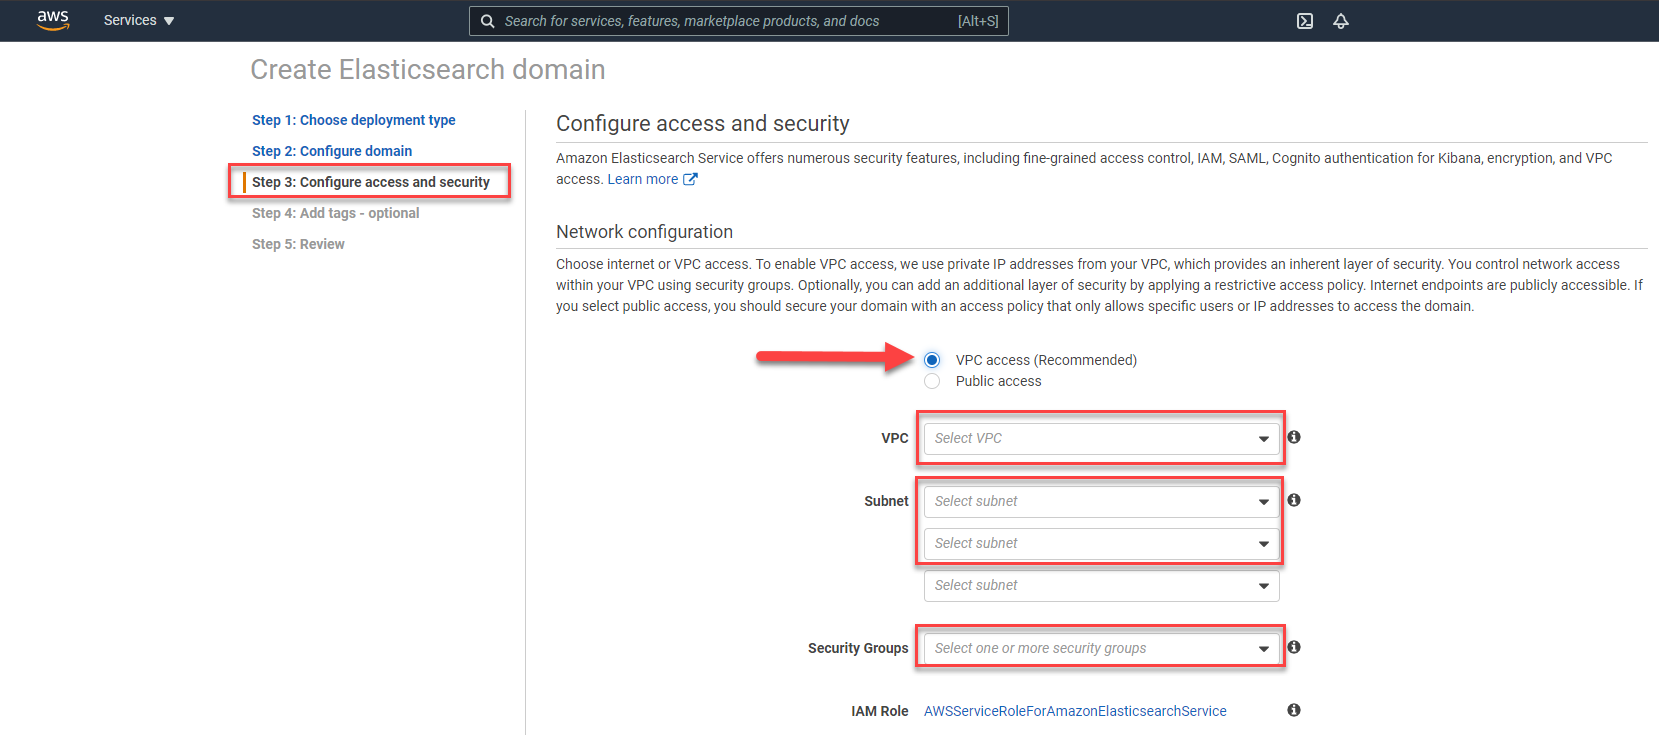 aws
Services
Search for services, features, marketplace products, and docs
[Alt+S]
Create Elasticsearch domain
Step 1: Choose deployment type
Step 2: Configure domain
Step 3: Configure access and security
Step 4: Add tags - optional
Step 5: Review
Configure access and security
Amazon Elasticsearch Service offers numerous security features, including fine-grained access control, IAM, SAML, Cognito authentication for Kibana, encryption, and VPC
access. Learn more
Network configuration
Choose internet or VPC access. To enable VPC access, we use private IP addresses from your VPC, which provides an inherent layer of security. You control network access
within your VPC using security groups. Optionally, you can add an additional layer of security by applying a restrictive access policy. Internet endpoints are publicly accessible. If
you select public access, you should secure your domain with an access policy that only allows specific users or IP addresses to access the domain.
VPC access (Recommended)
Public access
VPC Select VPC
Subnet Select subnet
Select subnet
Select subnet
Security Groups Select one or more security groups
IAM Role AWSServiceRoleForAmazonElasticsearchService